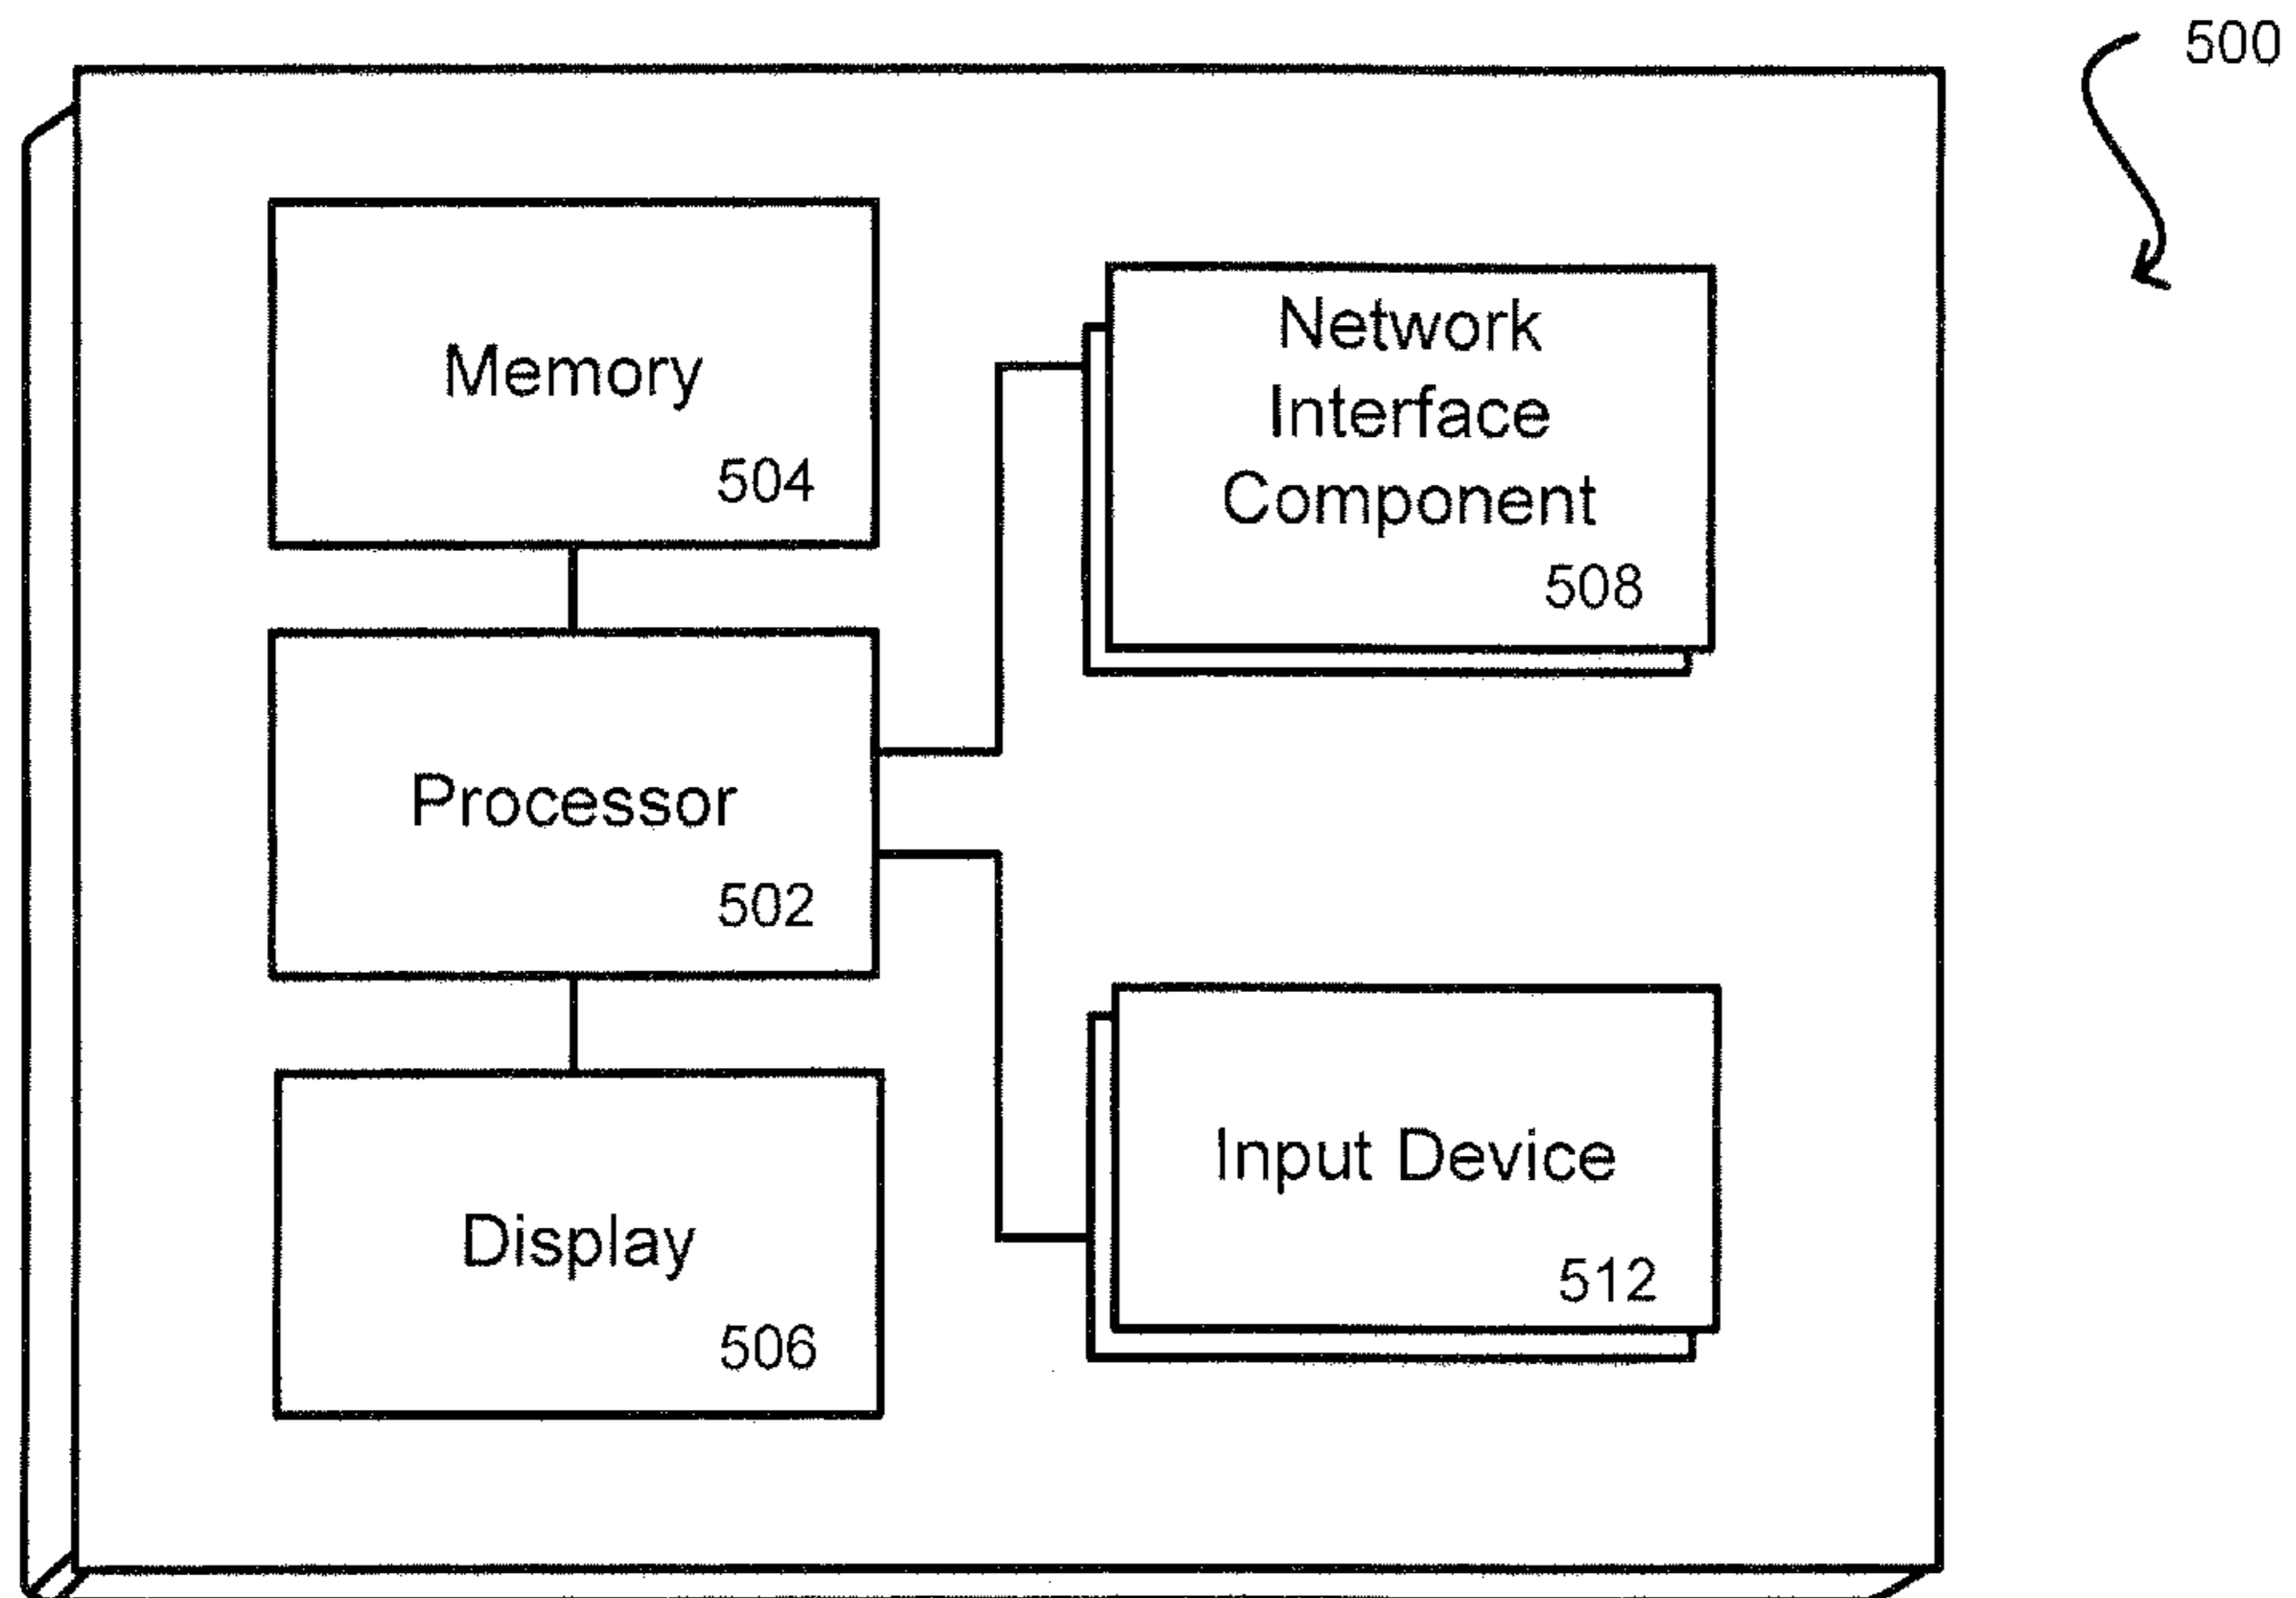 500
Memory
504
Network
Interface
Component
508
Processor
502
Display
506
Input Device
512